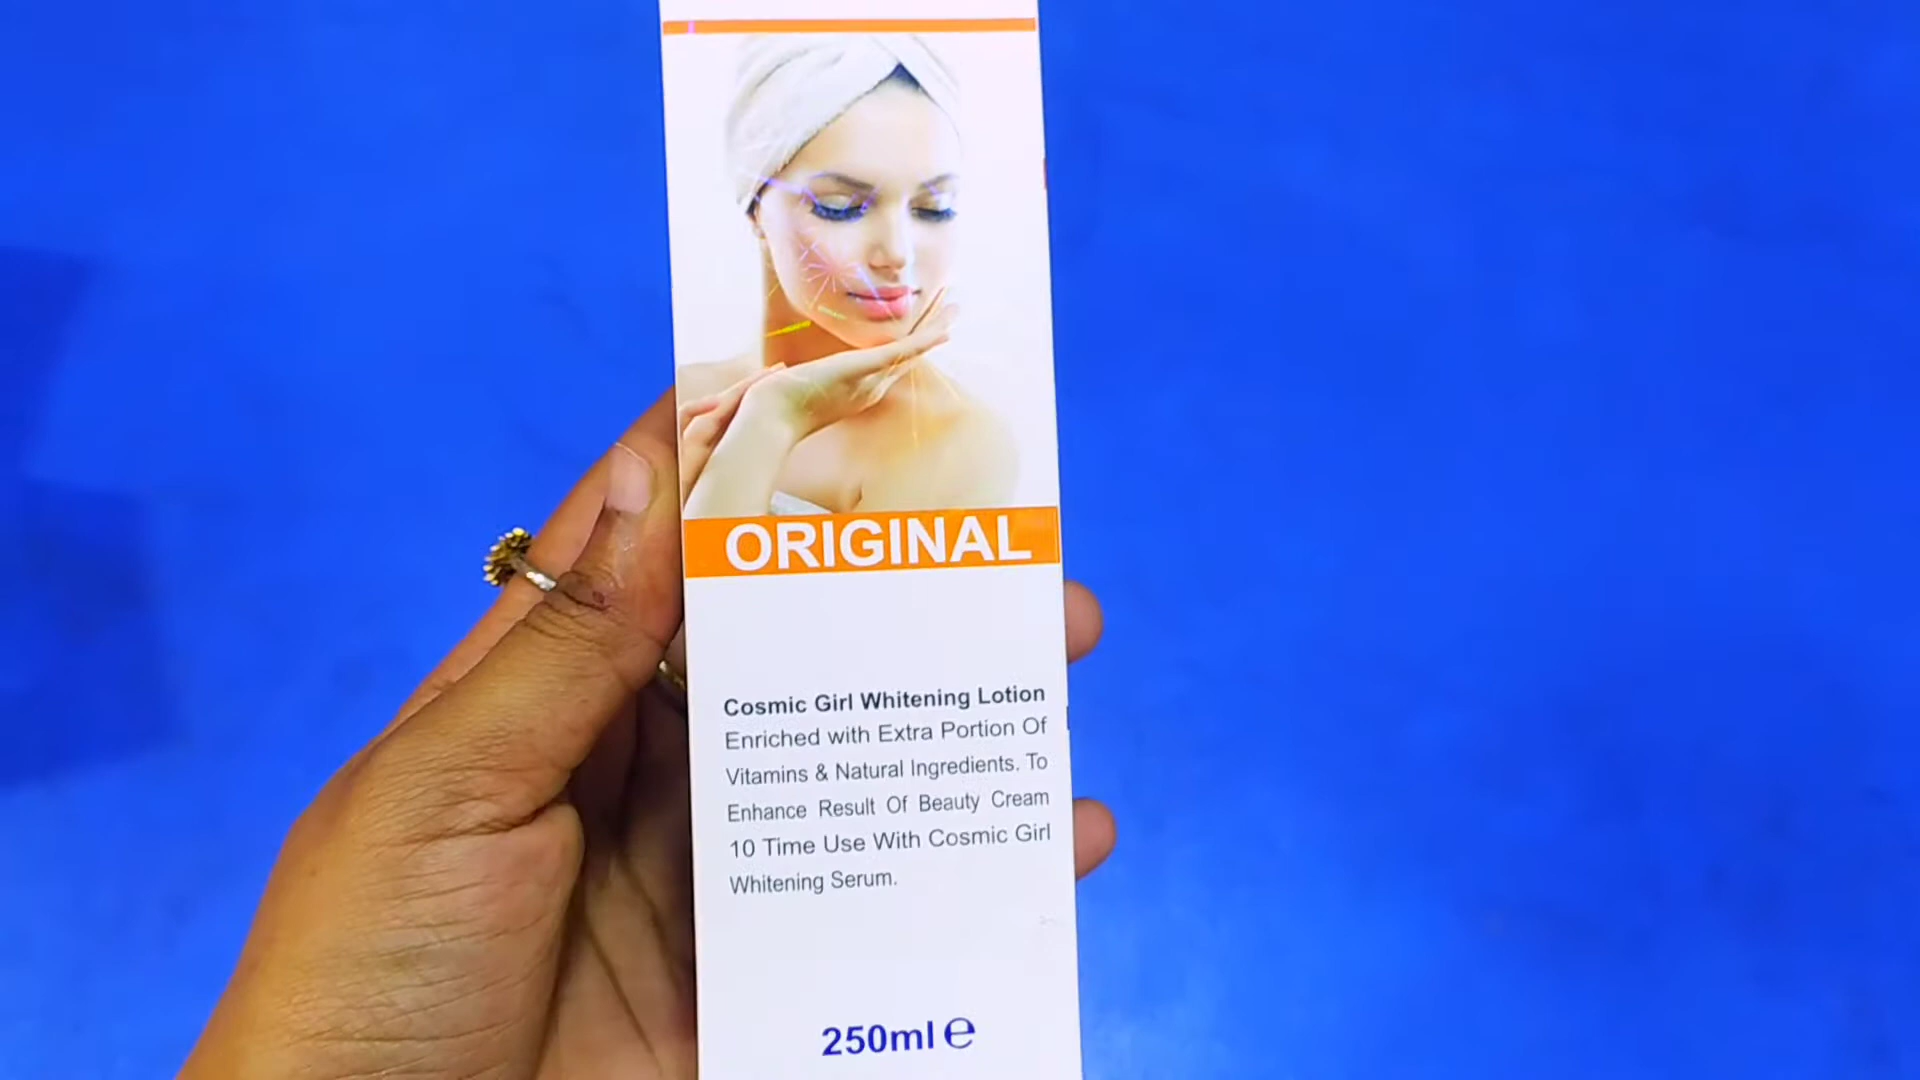 ORIGINAL
Cosmic Girl Whitening Lotion
Enriched with Extra Portion Of
Vitamins & Natural Ingredients. To
Enhance Result Of Beauty Cream
10 Time Use With Cosmic Girl
Whitening Serum.
250ml ℮